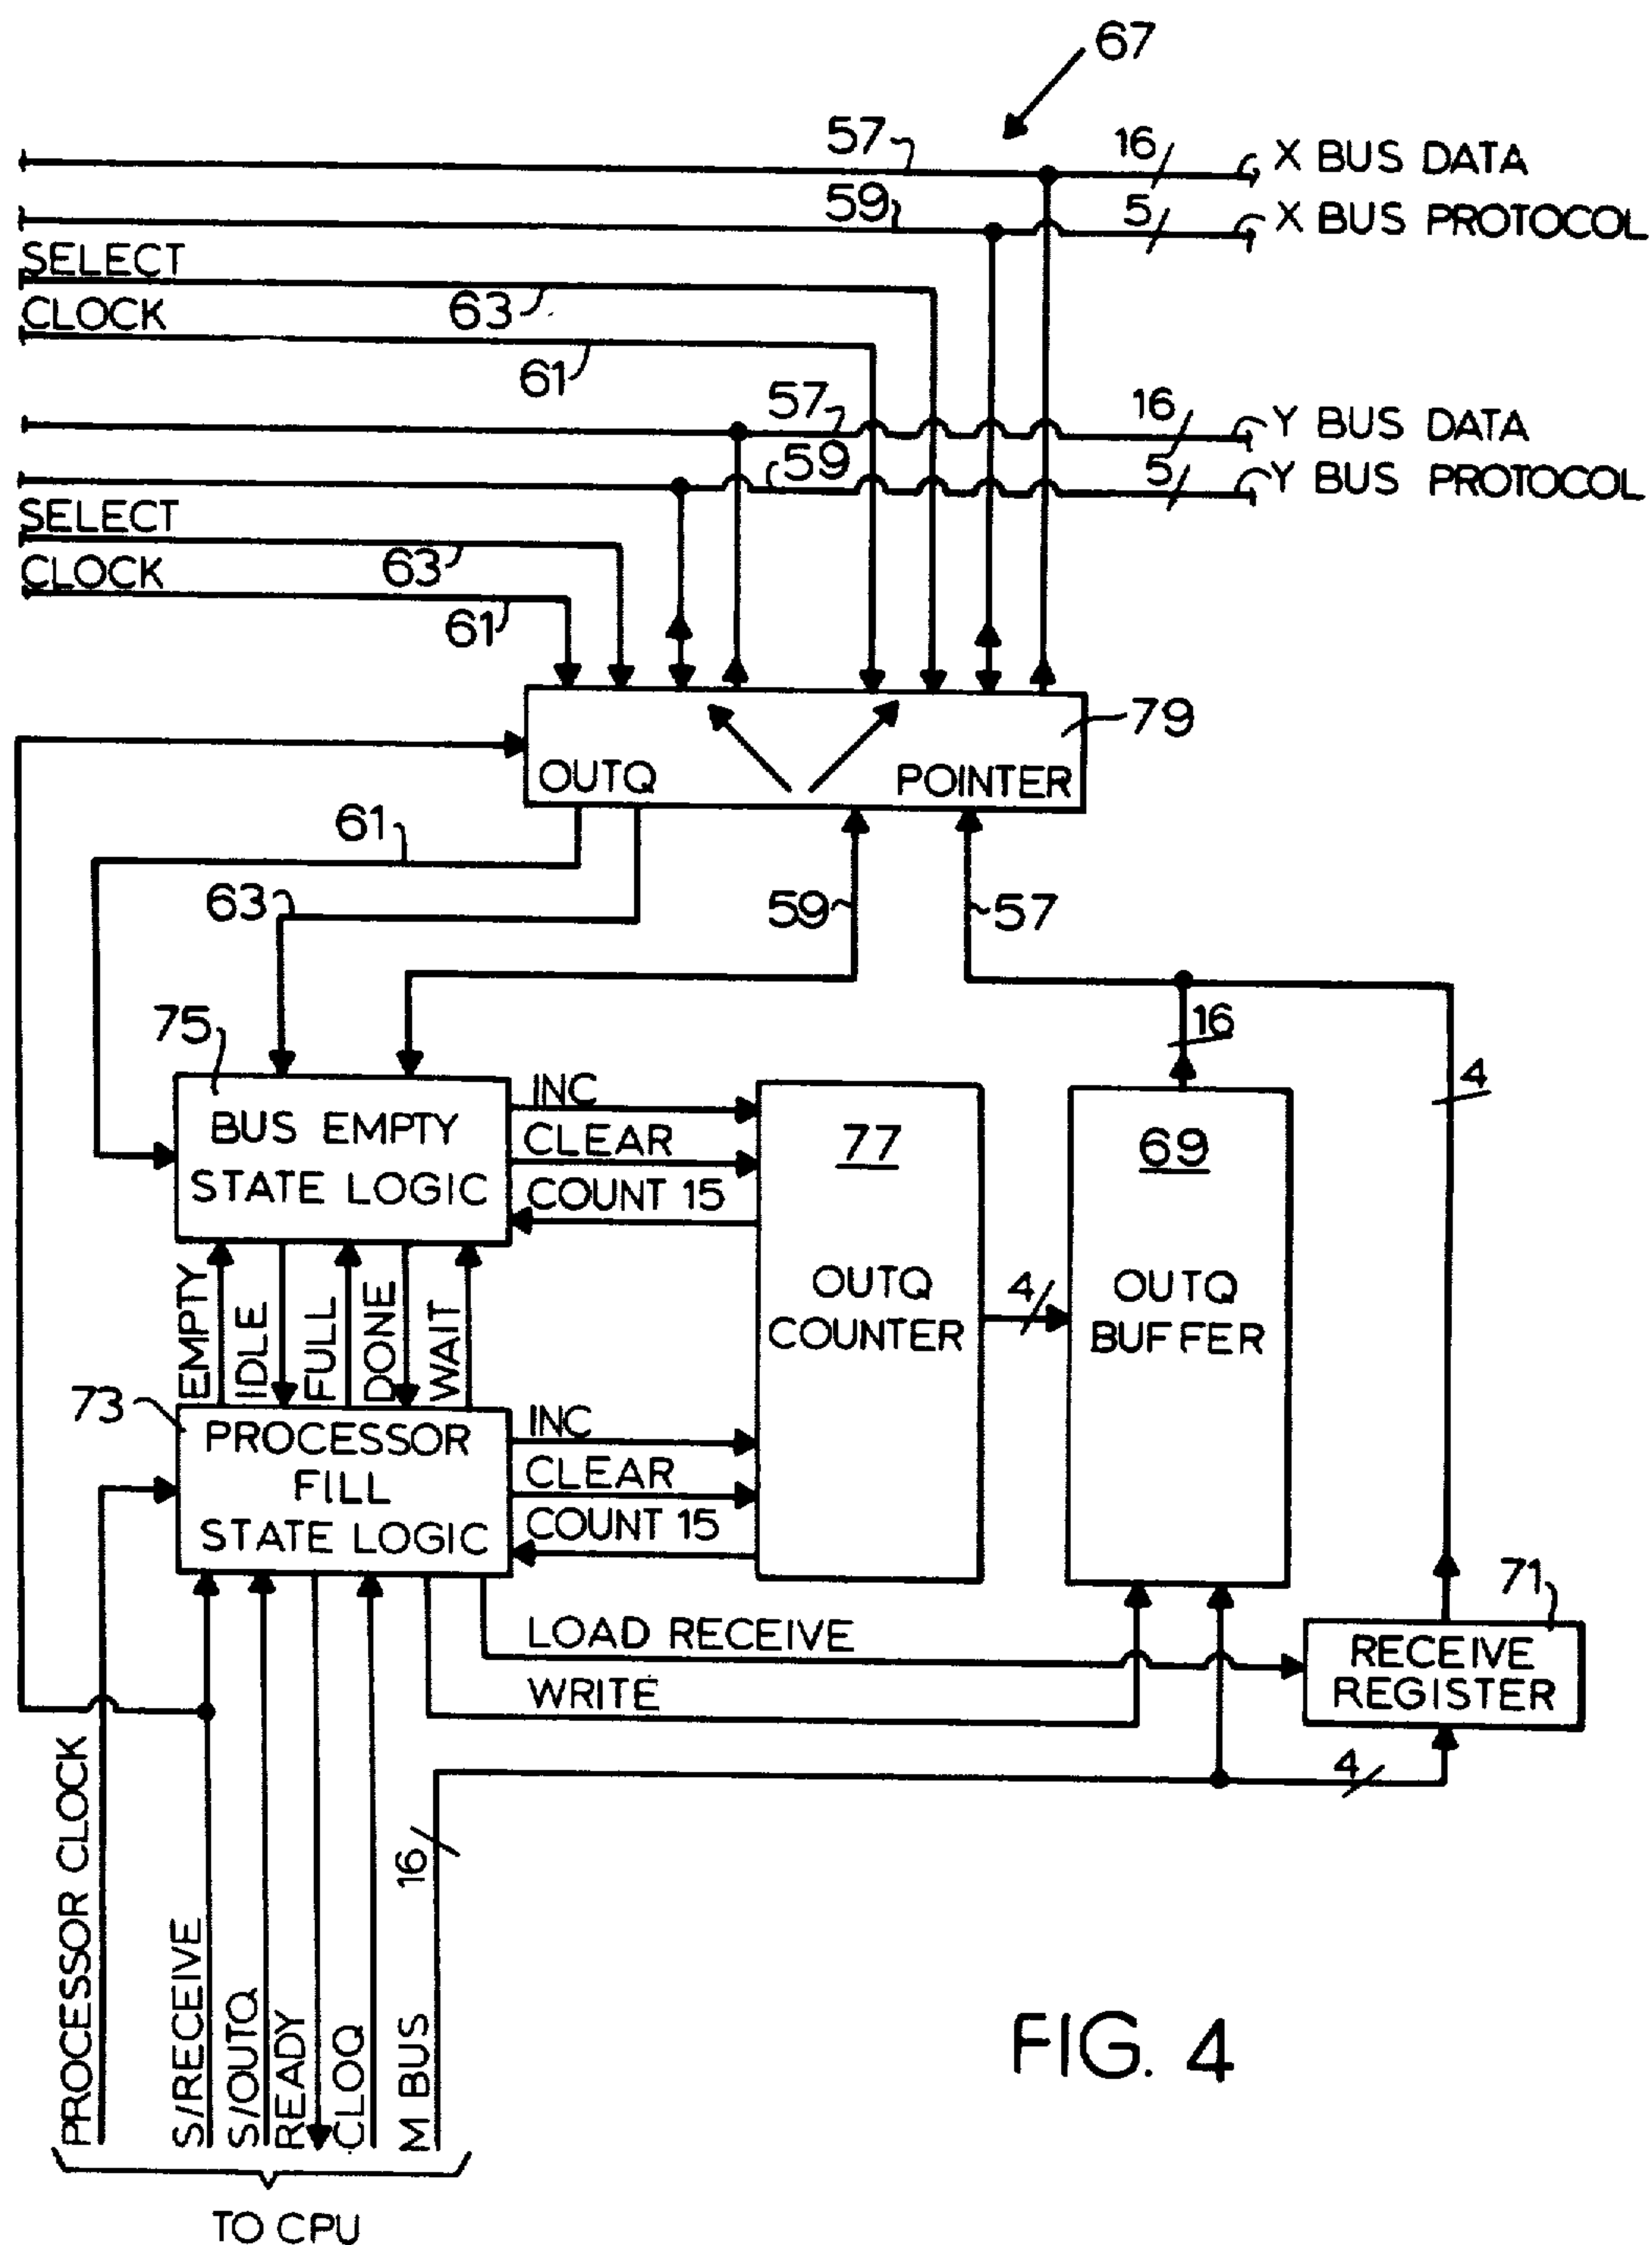 67
57
16
X BUS DATA
59
5
X BUS PROTOCOL
SELECT
63
CLOCK
61
57
16
Y BUS DATA
59
5
Y BUS PROTOCOL
SELECT
63
CLOCK
61
79
OUTQ
POINTER
61
63
59
57
75
16
4
BUS EMPTY
STATE LOGIC
INC
CLEAR
COUNT 15
77
OUTQ
COUNTER
4
69
OUTQ
BUFFER
EMPTY
IDLE
FULL
DONE
WAIT
73
PROCESSOR
FILL
STATE LOGIC
INC
CLEAR
COUNT 15
71
LOAD RECEIVE
WRITE
RECEIVE
REGISTER
4
16
PROCESSOR CLOCK
S/RECEIVE
S/OUTQ
READY
CLOQ
M BUS
TO CPU
FIG. 4